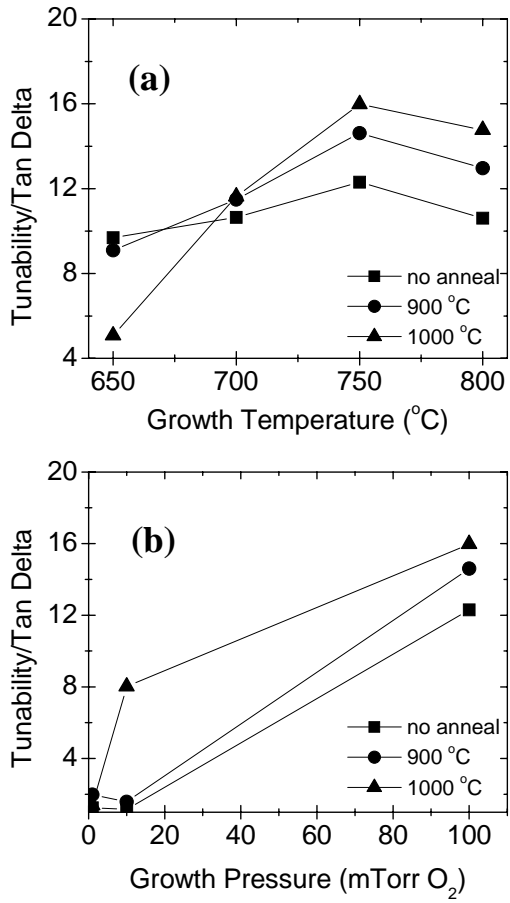 20
16
12
8
4
Tunability/Tan Delta
(a)
no anneal
900 °C
1000 °C
650 700 750 800
Growth Temperature (°C)
20
16
12
8
4
Tunability/Tan Delta
(b)
no anneal
900 °C
1000 °C
0 20 40 60 80 100
Growth Pressure (mTorr O₂)